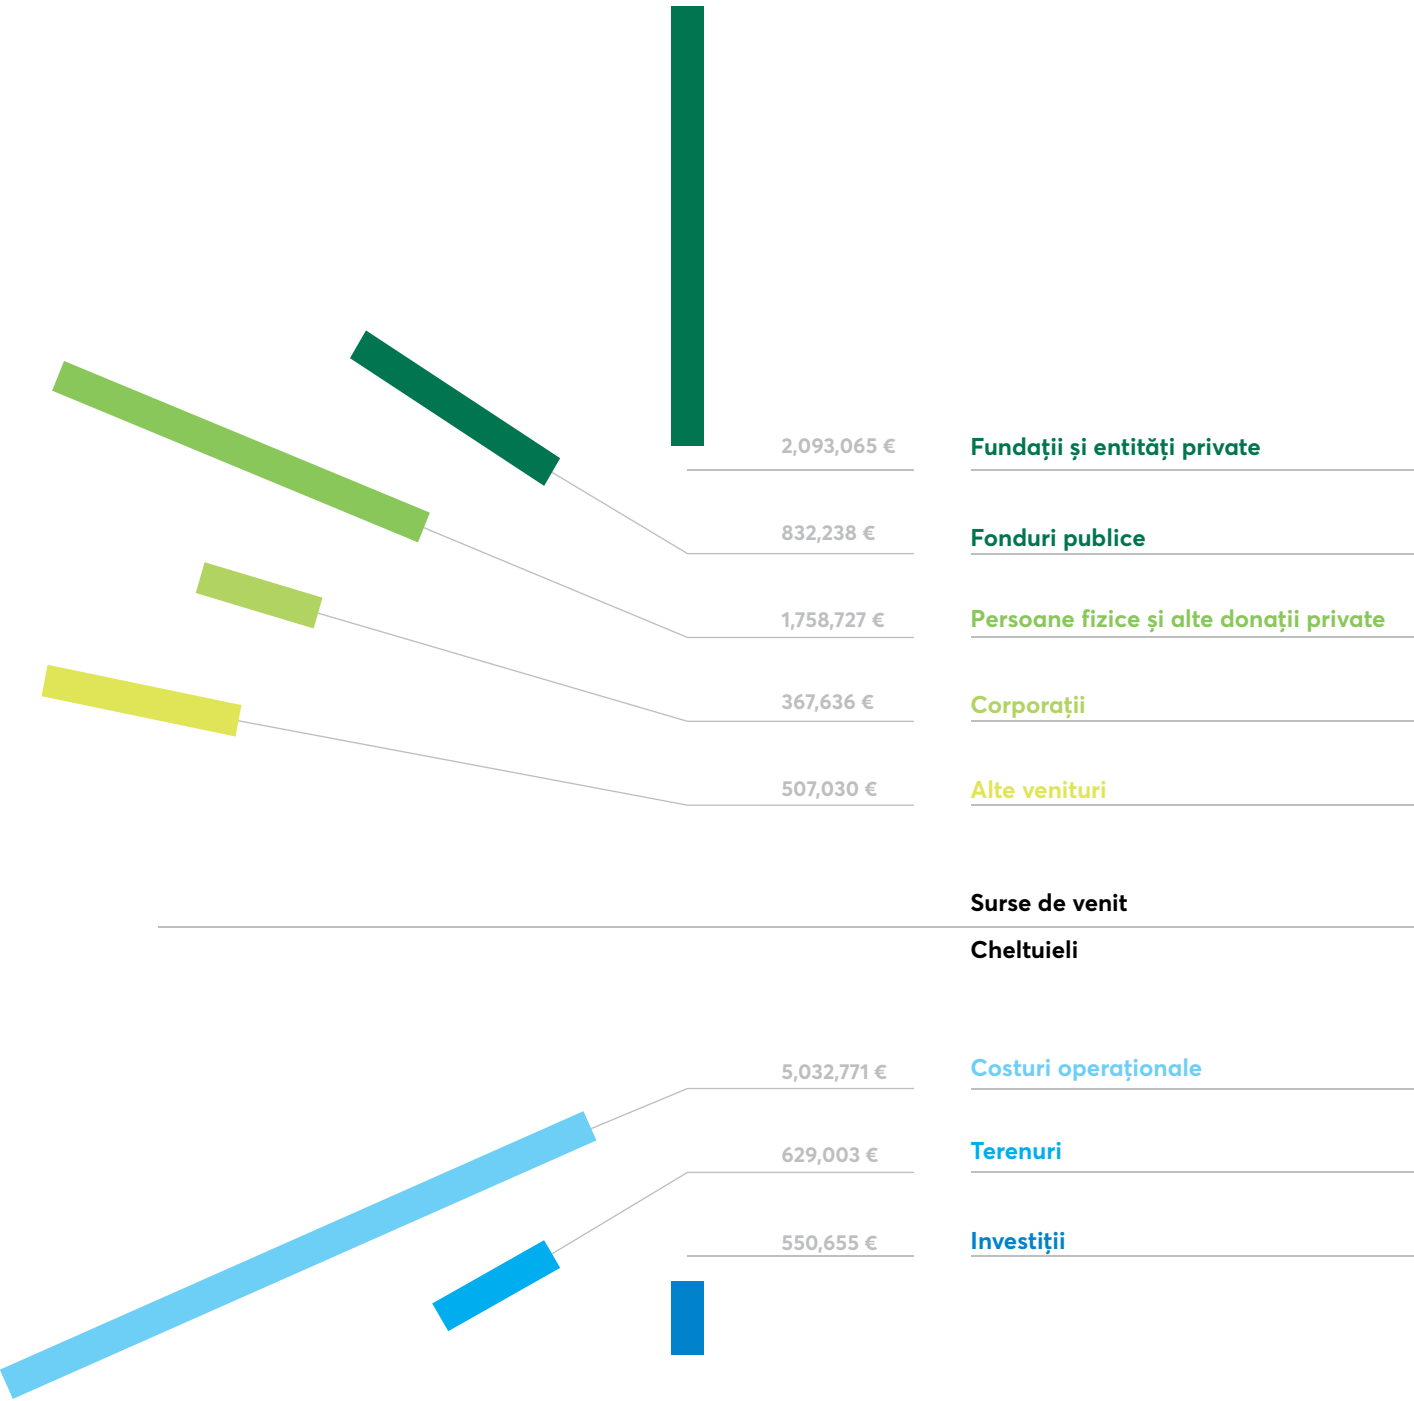 2,093,065 € Fundații și entități private
832,238 € Fonduri publice
1,758,727 € Persoane fizice și alte donații private
367,636 € Corporații
507,030 € Alte venituri
Surse de venit
Cheltuieli
5,032,771 € Costuri operaționale
629,003 € Terenuri
550,655 € Investiții